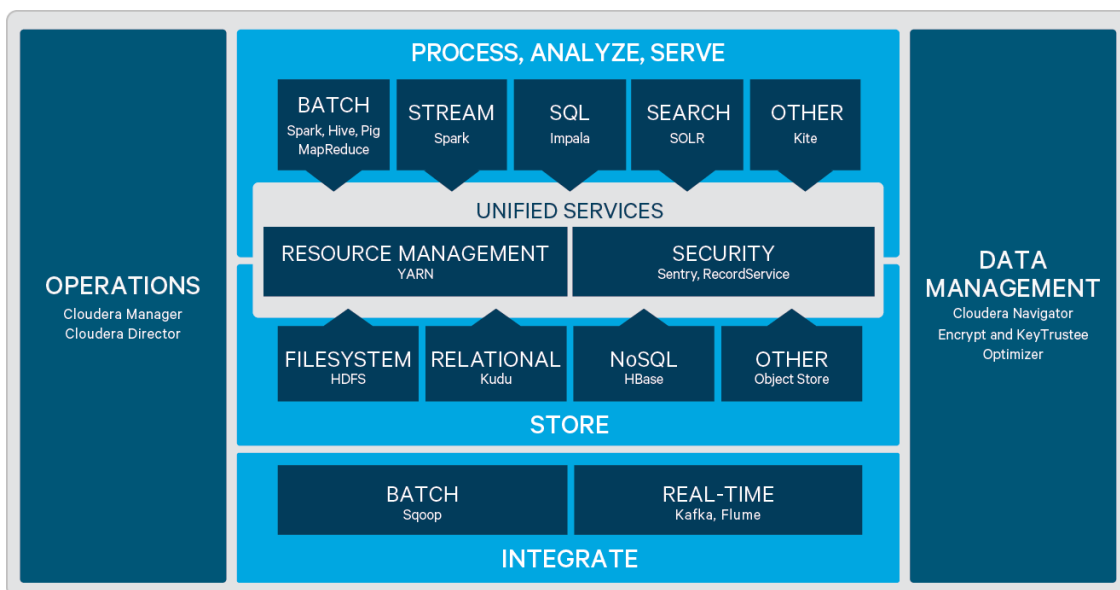 OPERATIONS
Cloudera Manager
Cloudera Director
PROCESS, ANALYZE, SERVE
BATCH
Spark, Hive, Pig
MapReduce
STREAM
Spark
SQL
Impala
SEARCH
SOLR
OTHER
Kite
UNIFIED SERVICES
RESOURCE MANAGEMENT
YARN
SECURITY
Sentry, RecordService
FILESYSTEM
HDFS
RELATIONAL
Kudu
NoSQL
HBase
OTHER
Object Store
STORE
BATCH
Sqoop
REAL-TIME
Kafka, Flume
INTEGRATE
DATA
MANAGEMENT
Cloudera Navigator
Encrypt and KeyTrustee
Optimizer